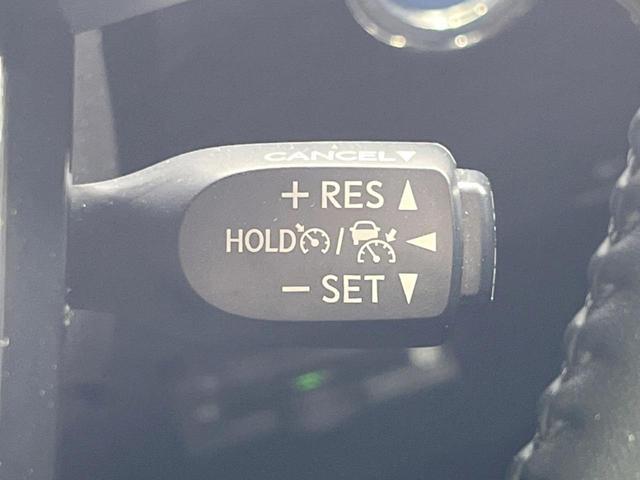 CANCEL▼
+ RES ▲
HOLD / ◀
− SET ▼